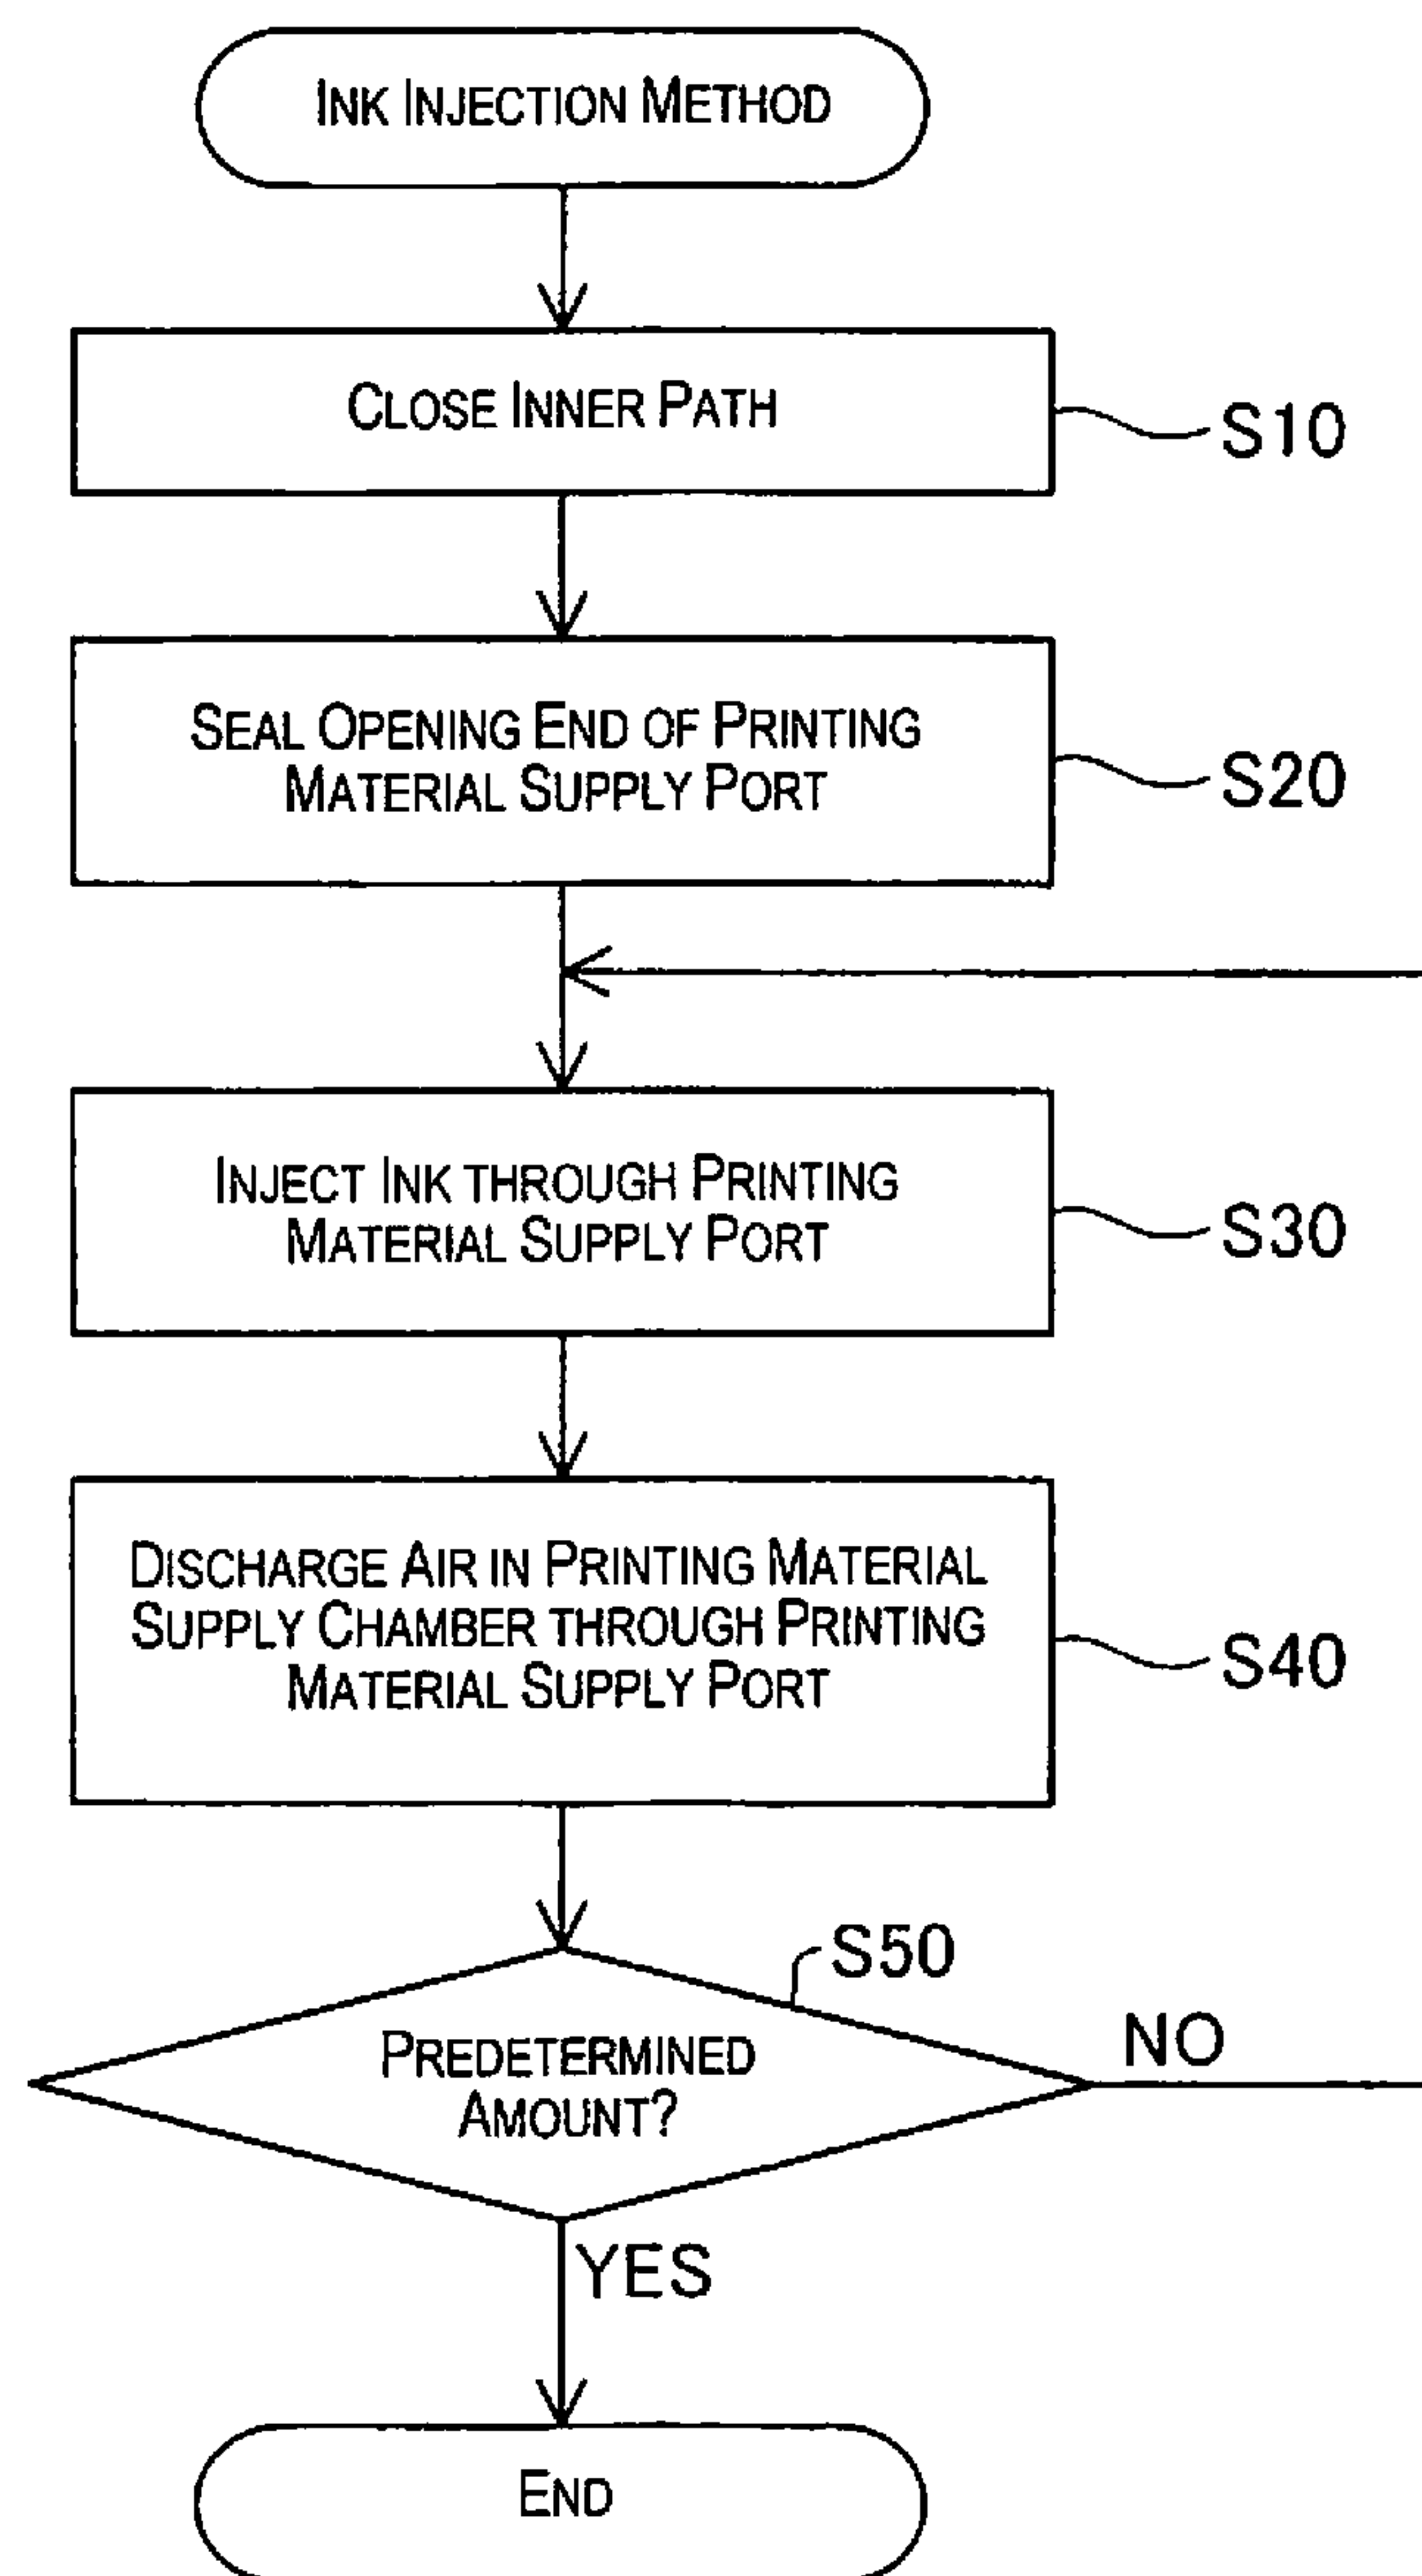 INK INJECTION METHOD
CLOSE INNER PATH
S10
SEAL OPENING END OF PRINTING
MATERIAL SUPPLY PORT
S20
INJECT INK THROUGH PRINTING
MATERIAL SUPPLY PORT
S30
DISCHARGE AIR IN PRINTING MATERIAL
SUPPLY CHAMBER THROUGH PRINTING
MATERIAL SUPPLY PORT
S40
S50
PREDETERMINED
AMOUNT?
NO
YES
END